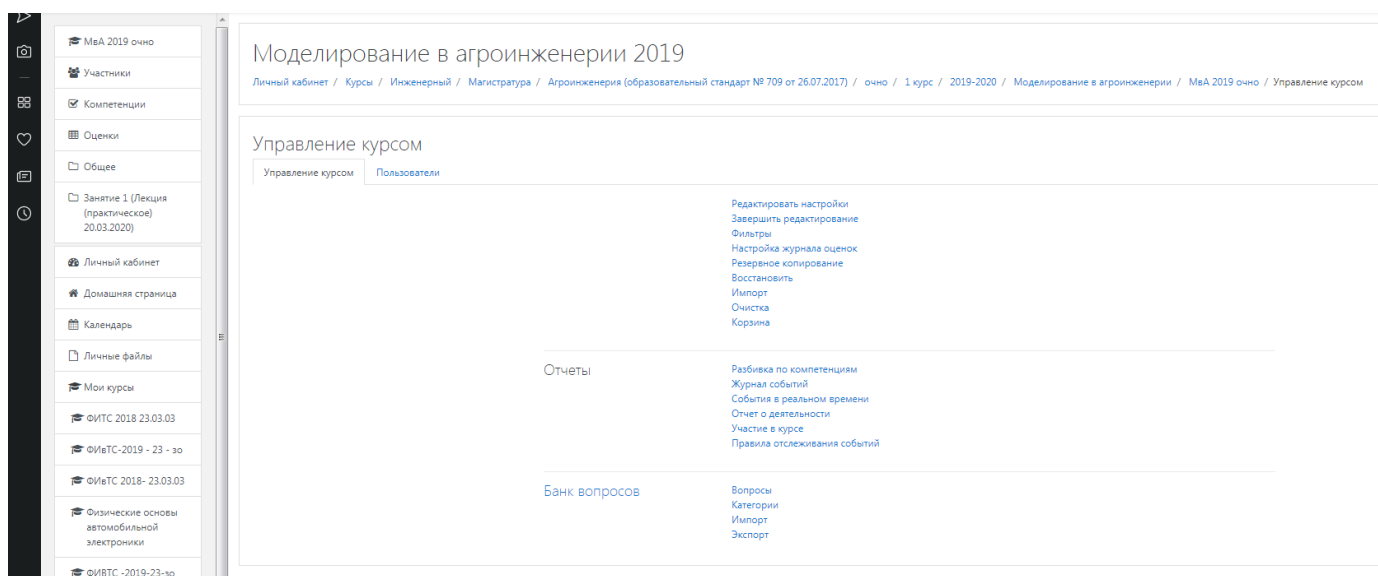 МвА 2019 очно
Участники
Компетенции
Оценки
Общее
Занятие 1 (Лекция
(практическое)
20.03.2020)
Личный кабинет
Домашняя страница
Календарь
Личные файлы
Мои курсы
ФИТС 2018 23.03.03
ФИвТС-2019 - 23 - зо
ФИвТС 2018- 23.03.03
Физические основы
автомобильной
электроники
ФИВТС -2019-23-зо
Моделирование в агроинженерии 2019
Личный кабинет / Курсы / Инженерный / Магистратура / Агроинженерия (образовательный стандарт № 709 от 26.07.2017) / очно / 1 курс / 2019-2020 / Моделирование в агроинженерии / МвА 2019 очно / Управление курсом
Управление курсом
Управление курсом Пользователи
Редактировать настройки
Завершить редактирование
Фильтры
Настройка журнала оценок
Резервное копирование
Восстановить
Импорт
Очистка
Корзина
Отчеты
Разбивка по компетенциям
Журнал событий
События в реальном времени
Отчет о деятельности
Участие в курсе
Правила отслеживания событий
Банк вопросов
Вопросы
Категории
Импорт
Экспорт